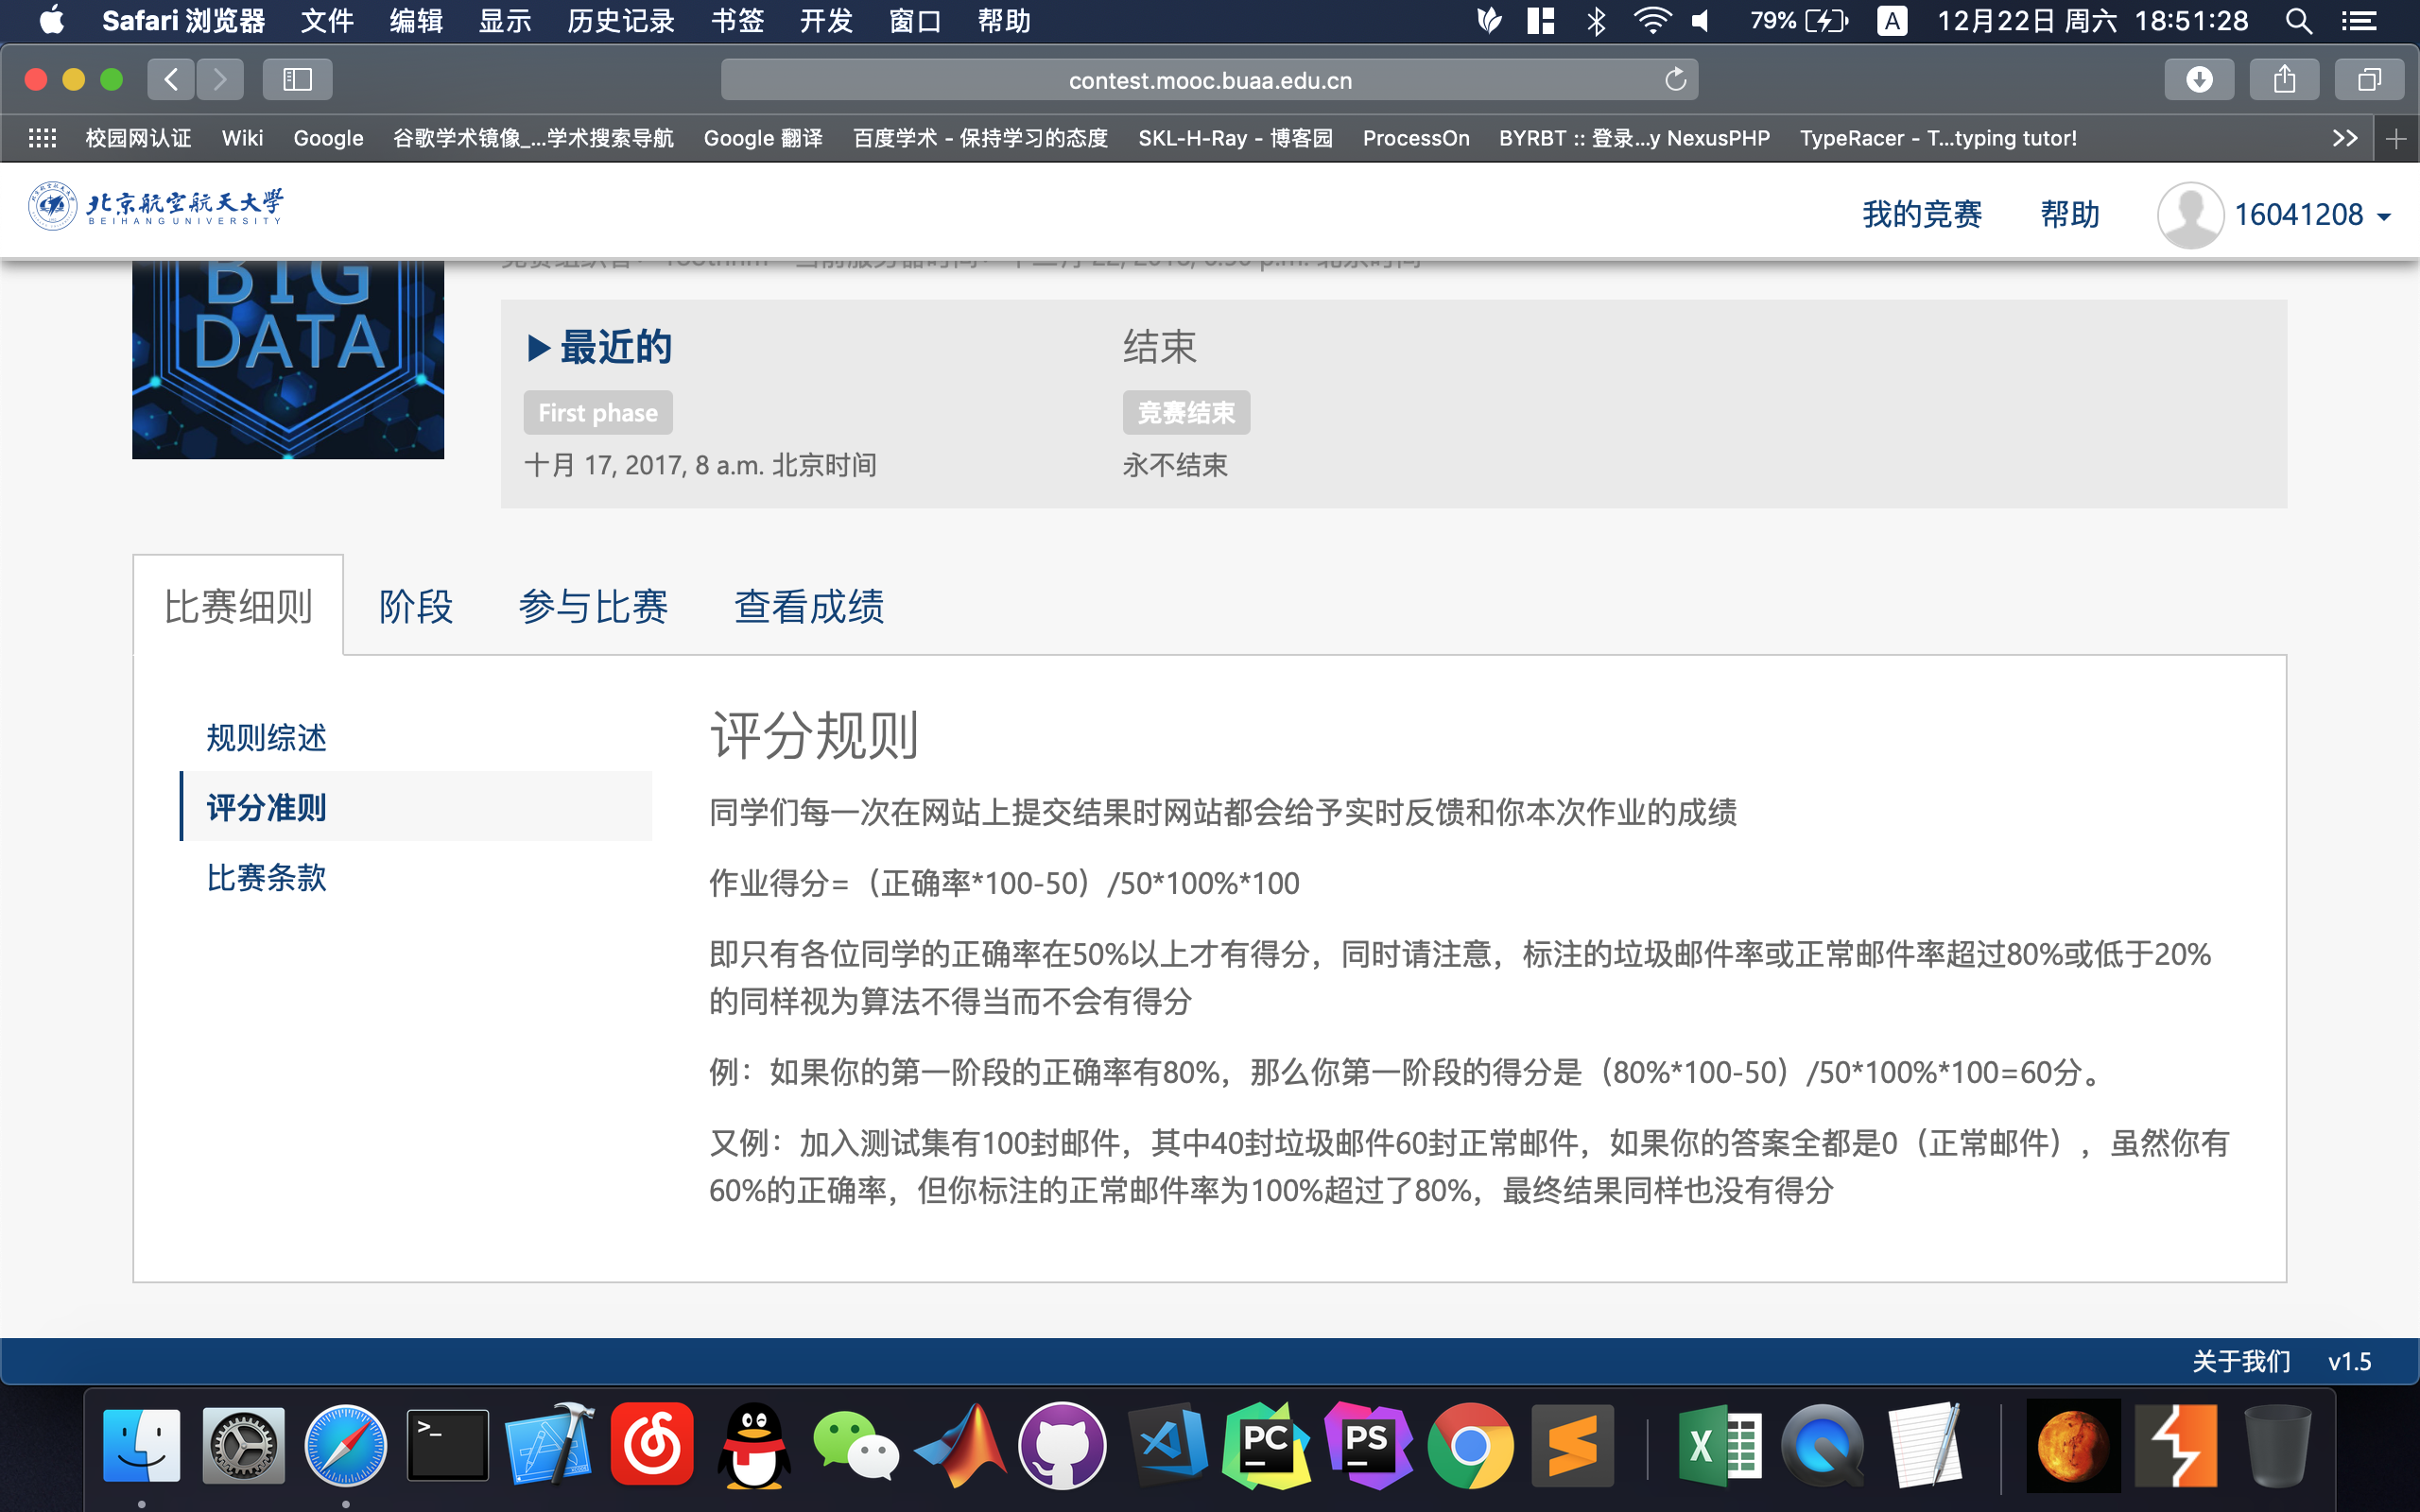 Safari 浏览器 文件 编辑 显示 历史记录 书签 开发 窗口 帮助 79% A 12月22日 周六 18:51:28
contest.mooc.buaa.edu.cn
校园网认证 Wiki Google 谷歌学术镜像_...学术搜索导航 Google 翻译 百度学术 - 保持学习的态度 SKL-H-Ray - 博客园 ProcessOn BYRBT :: 登录...y NexusPHP TypeRacer - T...typing tutor!
北京航空航天大學
BEIHANG UNIVERSITY
我的竞赛 帮助 16041208
BIG
DATA
最近的 结束
First phase 竞赛结束
十月 17, 2017, 8 a.m. 北京时间 永不结束
比赛细则 阶段 参与比赛 查看成绩
规则综述
评分准则
比赛条款
评分规则
同学们每一次在网站上提交结果时网站都会给予实时反馈和你本次作业的成绩
作业得分=（正确率*100-50）/50*100%*100
即只有各位同学的正确率在50%以上才有得分，同时请注意，标注的垃圾邮件率或正常邮件率超过80%或低于20%
的同样视为算法不得当而不会有得分
例：如果你的第一阶段的正确率有80%，那么你第一阶段的得分是（80%*100-50）/50*100%*100=60分。
又例：加入测试集有100封邮件，其中40封垃圾邮件60封正常邮件，如果你的答案全都是0（正常邮件），虽然你有
60%的正确率，但你标注的正常邮件率为100%超过了80%，最终结果同样也没有得分
关于我们 v1.5
PC PS X